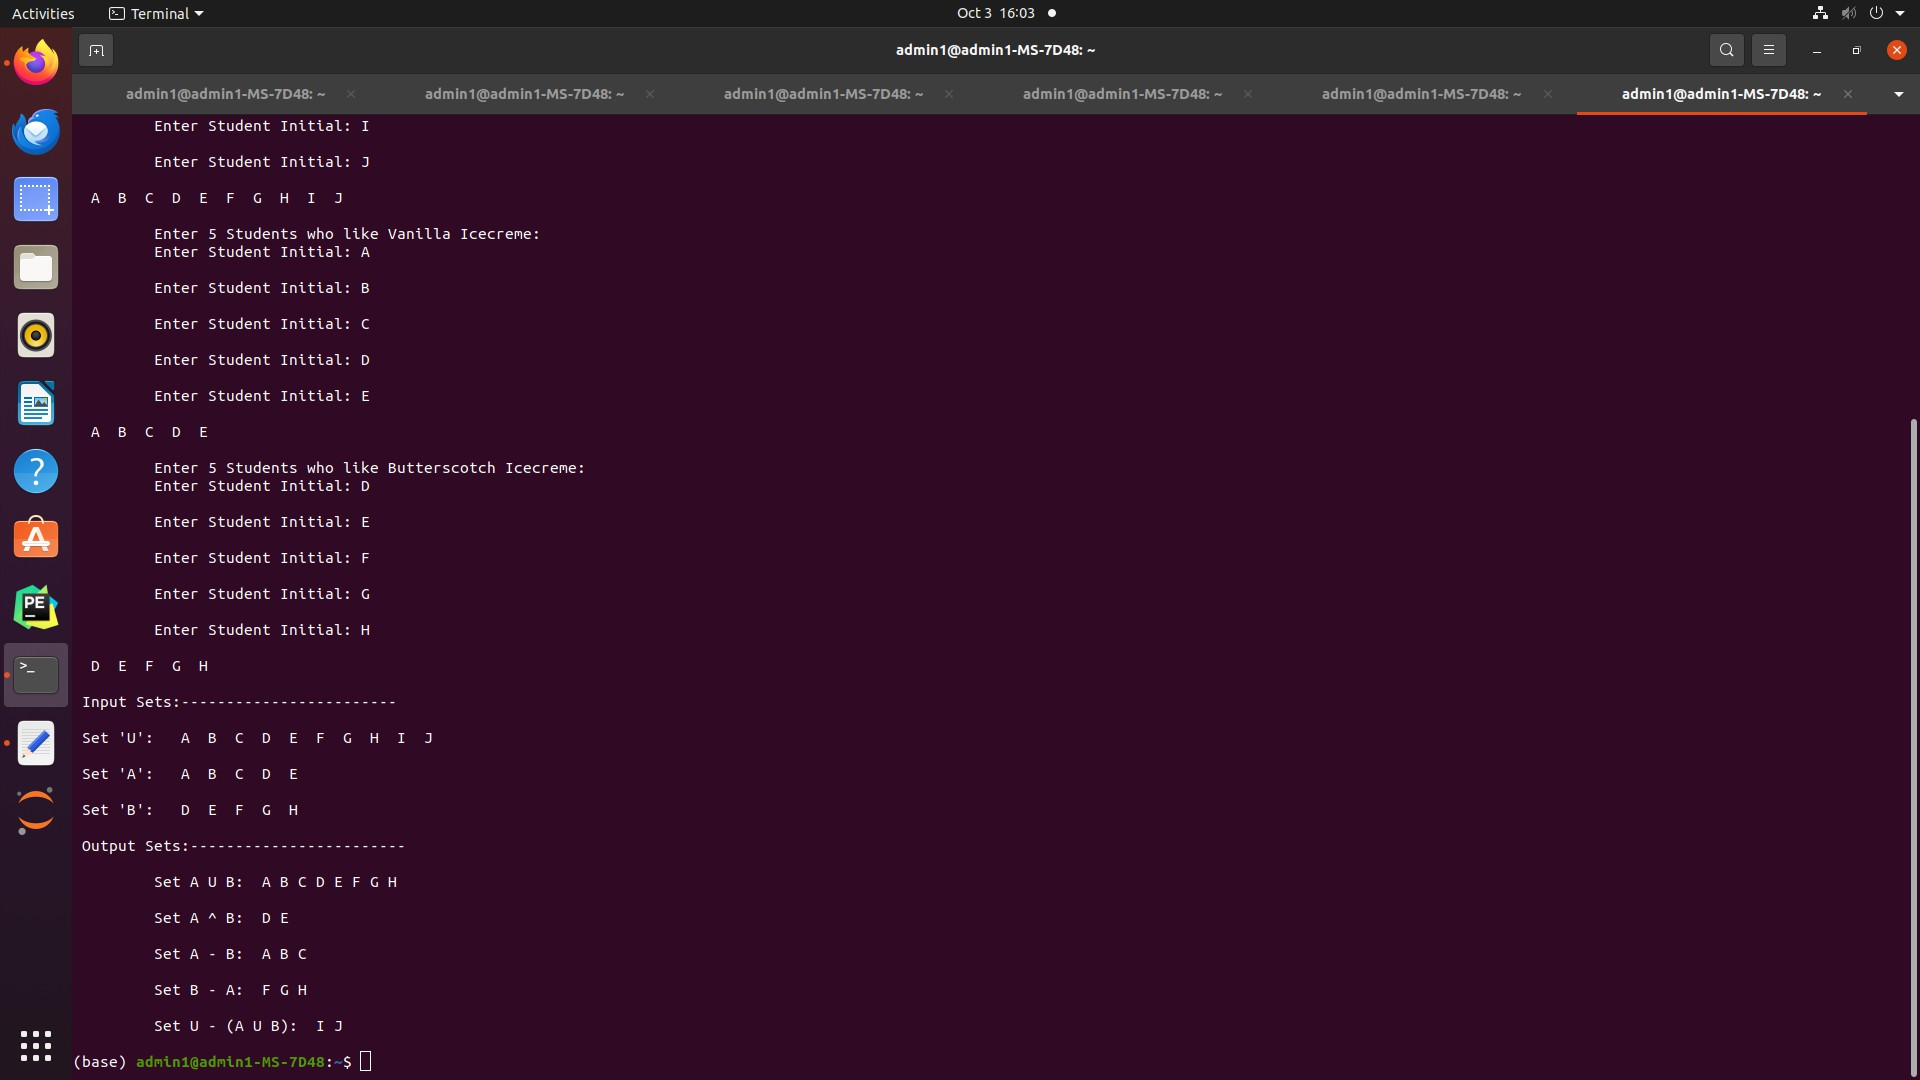 Activities Terminal Oct 3 16:03
admin1@admin1-MS-7D48: ~
admin1@admin1-MS-7D48: ~ admin1@admin1-MS-7D48: ~ admin1@admin1-MS-7D48: ~ admin1@admin1-MS-7D48: ~ admin1@admin1-MS-7D48: ~ admin1@admin1-MS-7D48: ~
Enter Student Initial: I
Enter Student Initial: J
A B C D E F G H I J
Enter 5 Students who like Vanilla Icecreme:
Enter Student Initial: A
Enter Student Initial: B
Enter Student Initial: C
Enter Student Initial: D
Enter Student Initial: E
A B C D E
Enter 5 Students who like Butterscotch Icecreme:
Enter Student Initial: D
Enter Student Initial: E
Enter Student Initial: F
Enter Student Initial: G
Enter Student Initial: H
D E F G H
Input Sets:------------------------
Set 'U': A B C D E F G H I J
Set 'A': A B C D E
Set 'B': D E F G H
Output Sets:------------------------
Set A U B: A B C D E F G H
Set A ^ B: D E
Set A - B: A B C
Set B - A: F G H
Set U - (A U B): I J
(base) admin1@admin1-MS-7D48:~$
PE